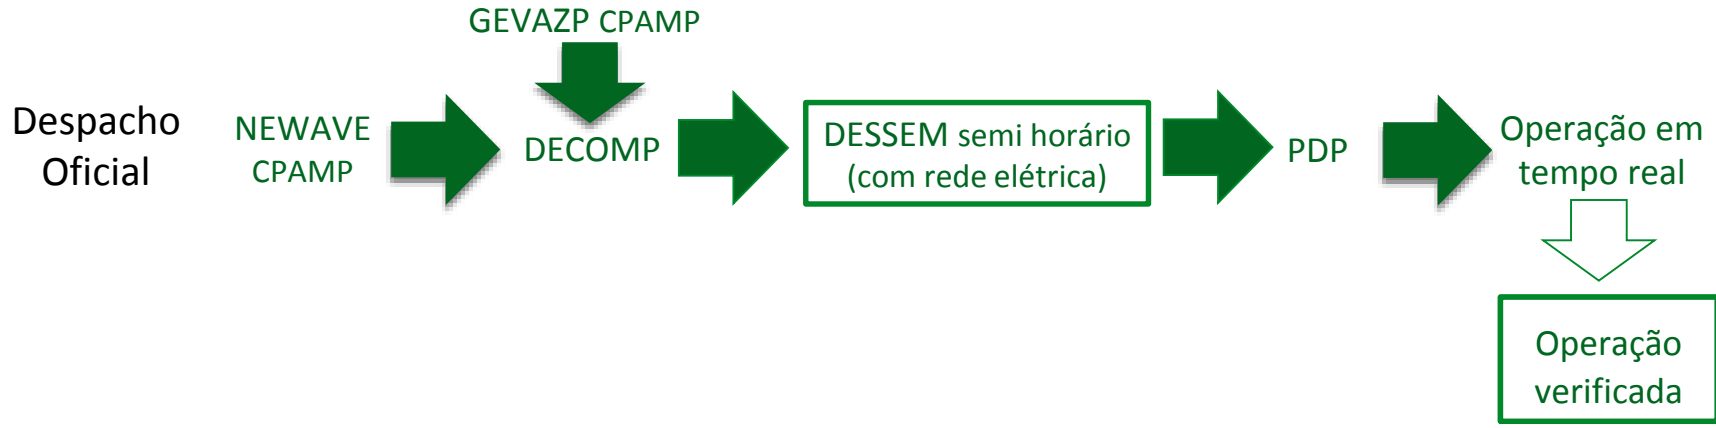 GEVAZP CPAMP
Despacho
Oficial
NEWAVE
CPAMP
DECOMP
DESSEM semi horário
(com rede elétrica)
PDP
Operação em
tempo real
Operação
verificada